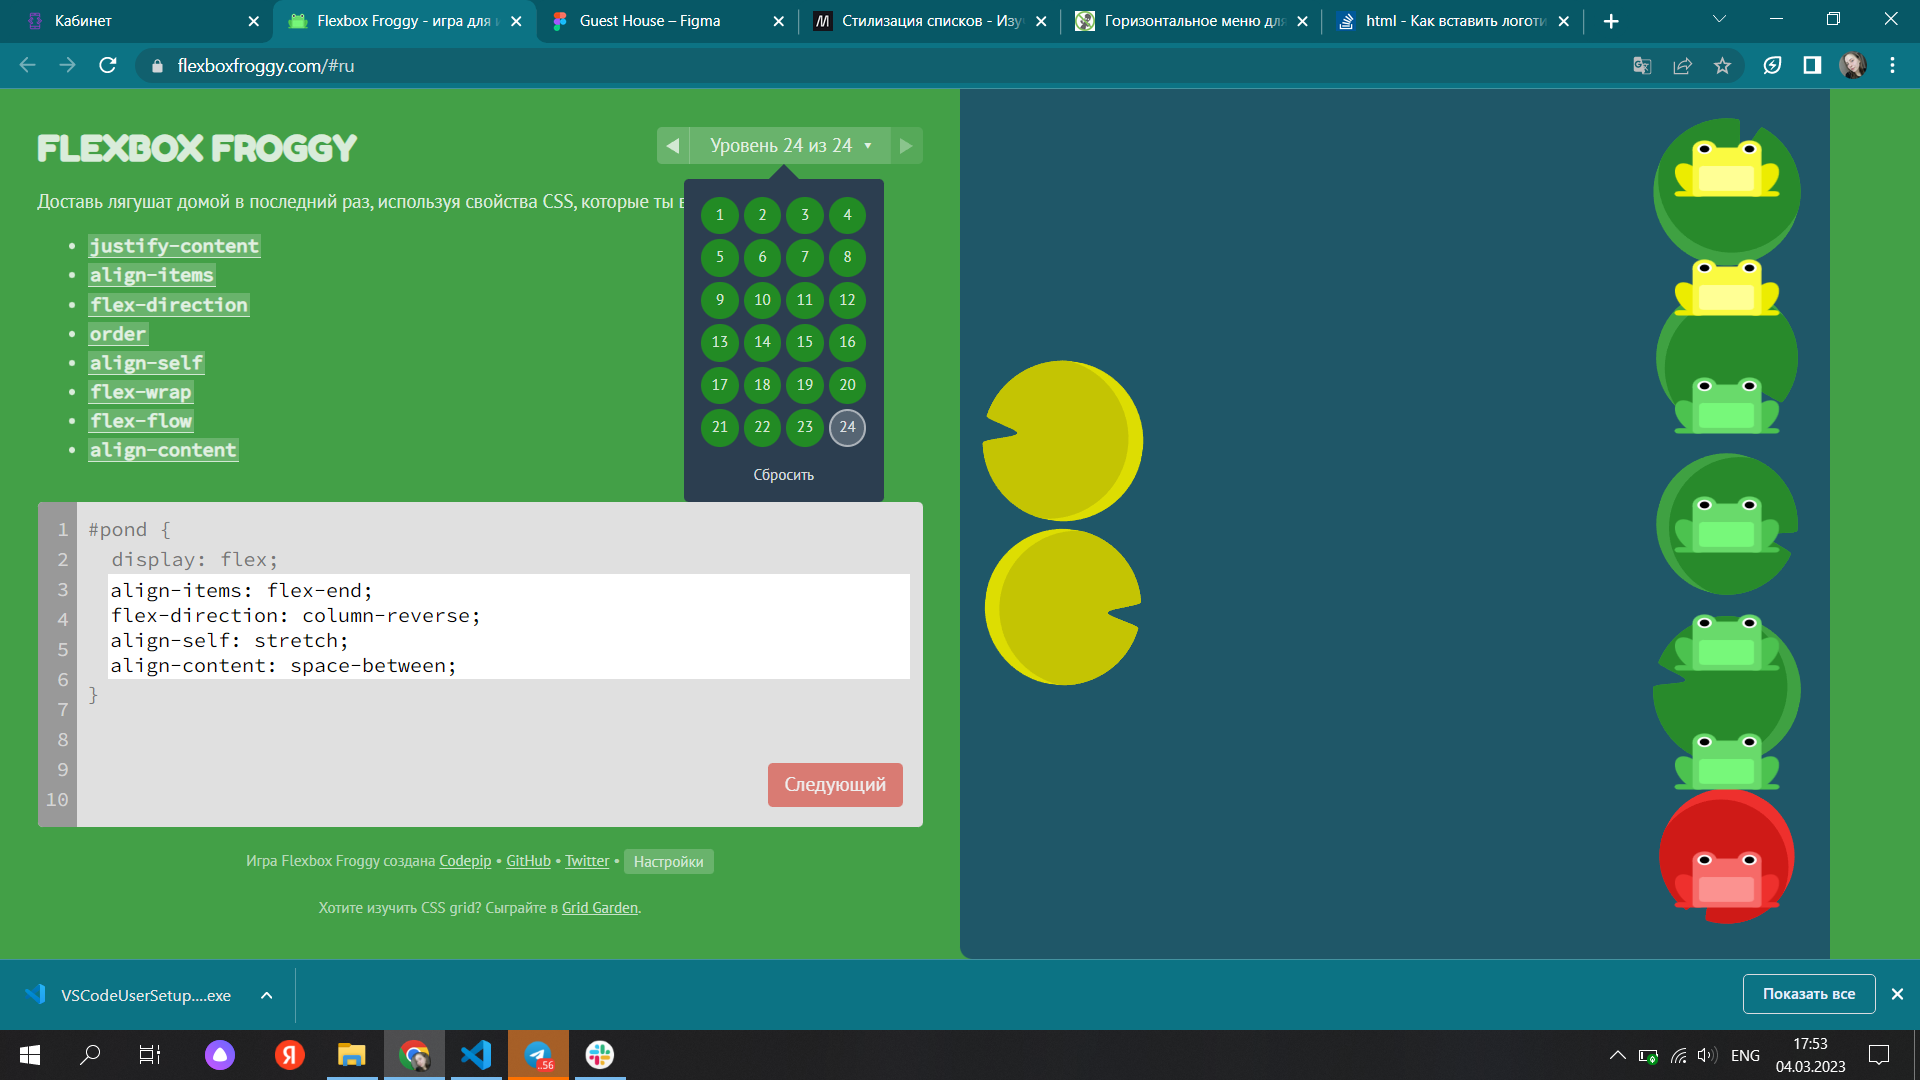 Кабинет
Flexbox Froggy - игра для и
Guest House – Figma
Стилизация списков - Изу
Горизонтальное меню для
html - Как вставить логоти
flexboxfroggy.com/#ru
FLEXBOX FROGGY
Уровень 24 из 24
Доставь лягушат домой в последний раз, используя свойства CSS, которые ты
justify-content
align-items
flex-direction
order
align-self
flex-wrap
flex-flow
align-content
1 2 3 4
5 6 7 8
9 10 11 12
13 14 15 16
17 18 19 20
21 22 23 24
Сбросить
1 #pond {
2 display: flex;
3 align-items: flex-end;
4 flex-direction: column-reverse;
5 align-self: stretch;
6 align-content: space-between;
7 }
8
9
10
Следующий
Игра Flexbox Froggy создана Codepip • GitHub • Twitter • Настройки
Хотите изучить CSS grid? Сыграйте в Grid Garden.
VSCodeUserSetup....exe
Показать все
Я
..56
ENG
17:53
04.03.2023